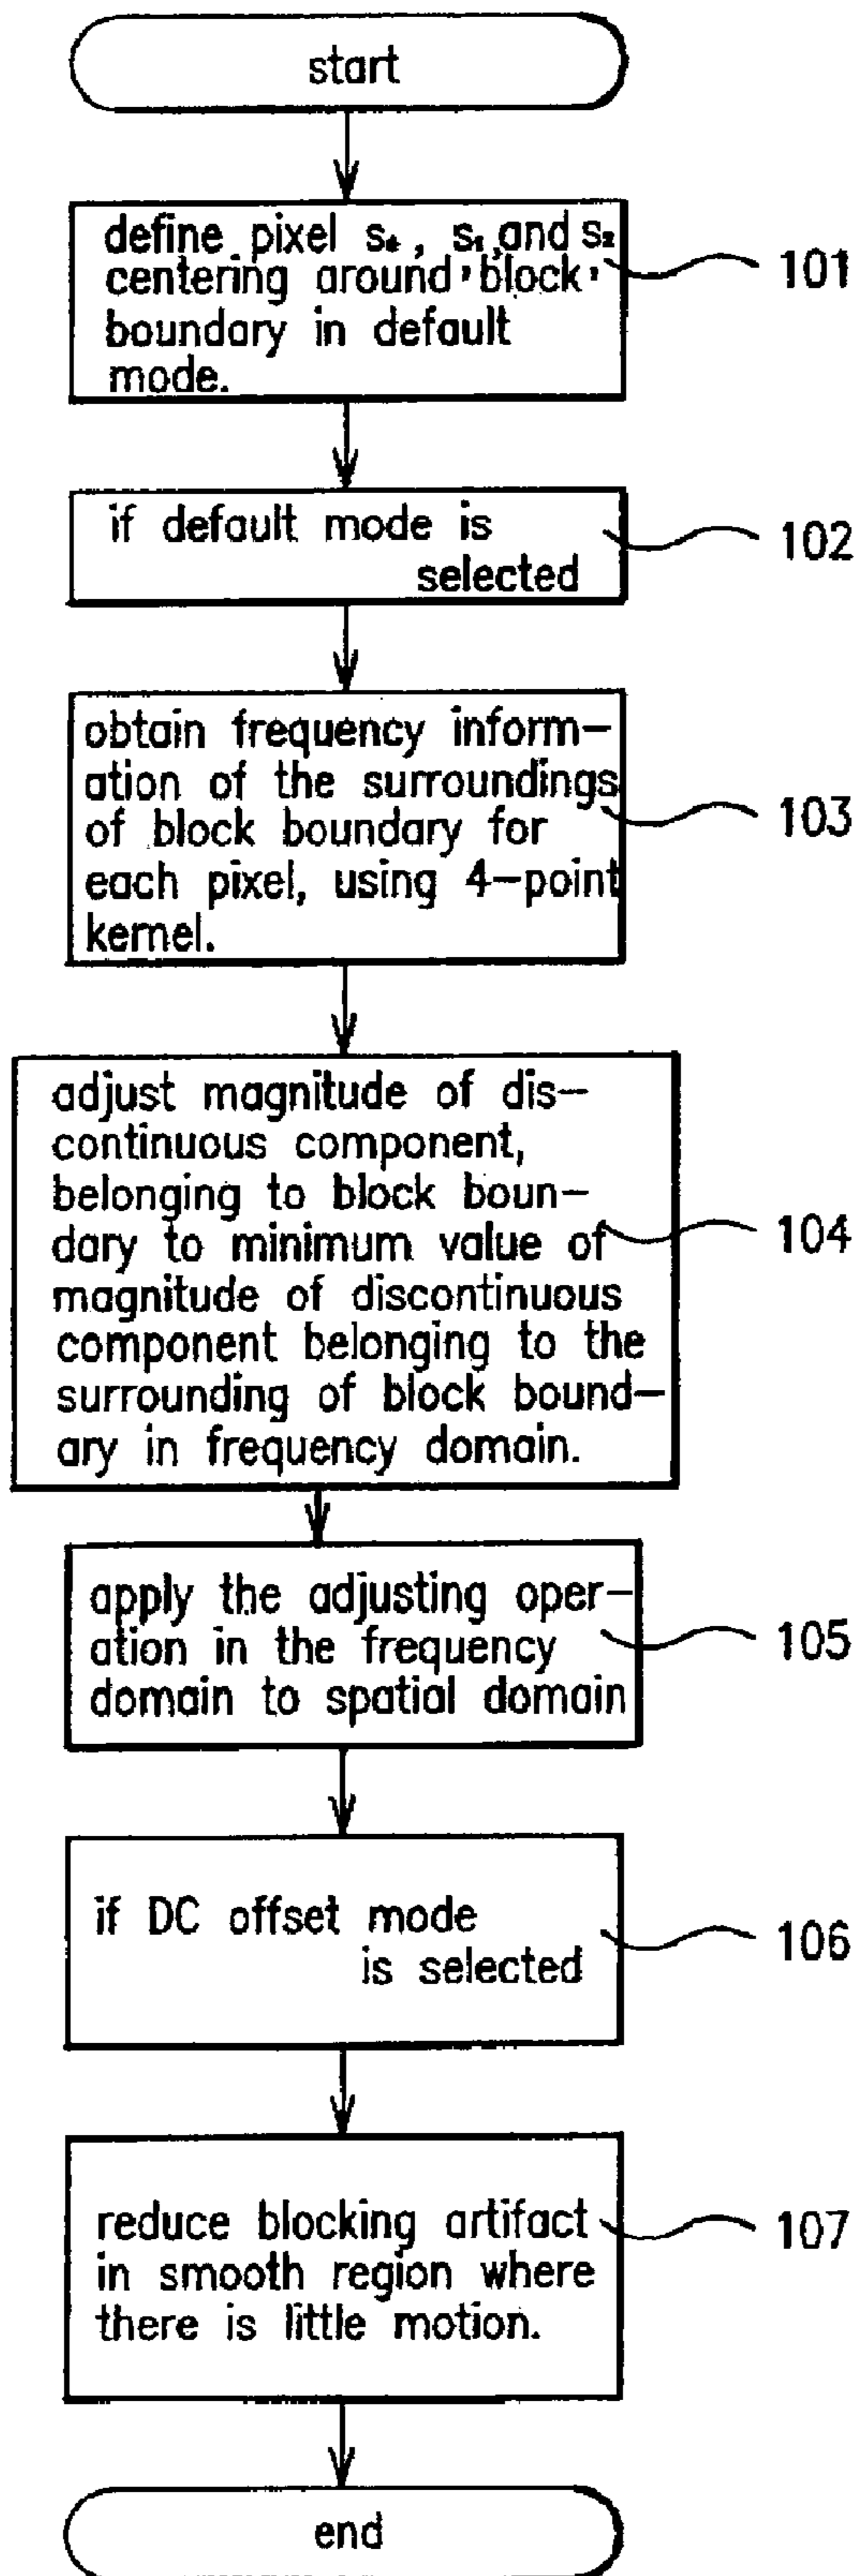 start
define pixel s₀, s₁, and s₂
centering around block
boundary in default
mode.
101
if default mode is
selected
102
obtain frequency inform-
ation of the surroundings
of block boundary for
each pixel, using 4-point
kernel.
103
adjust magnitude of dis-
continuous component,
belonging to block boun-
dary to minimum value of
magnitude of discontinuous
component belonging to the
surrounding of block bound-
ary in frequency domain.
104
apply the adjusting oper-
ation in the frequency
domain to spatial domain
105
if DC offset mode
is selected
106
reduce blocking artifact
in smooth region where
there is little motion.
107
end